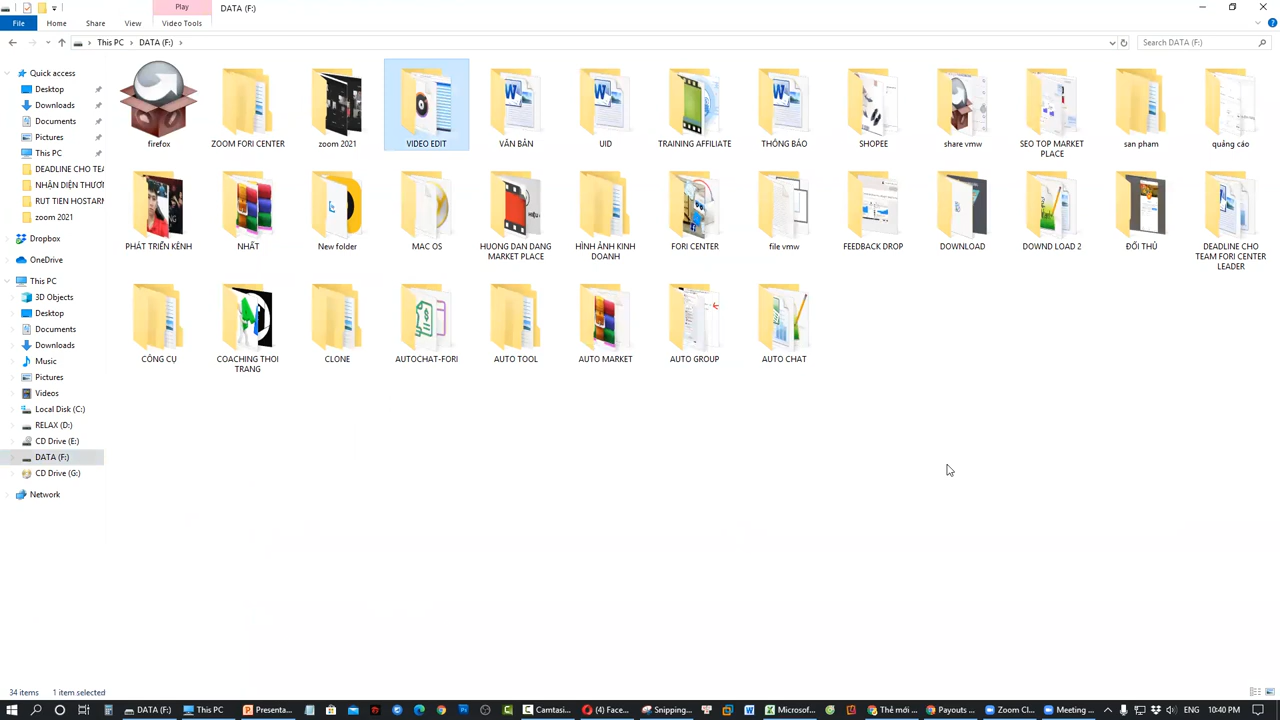 Play
DATA (F:)
File
Home
Share
View
Video Tools
This PC
DATA (F:)
Search DATA (F:)
Quick access
Desktop
Downloads
Documents
Pictures
This PC
DEADLINE CHO TEA
NHẬN DIỆN THƯƠ
RUT TIEN HOSTARM
zoom 2021
Dropbox
OneDrive
This PC
3D Objects
Desktop
Documents
Downloads
Music
Pictures
Videos
Local Disk (C:)
RELAX (D:)
CD Drive (E:)
DATA (F:)
CD Drive (G:)
Network
firefox
ZOOM FORI CENTER
zoom 2021
VIDEO EDIT
VĂN BẢN
UID
TRAINING AFFILIATE
THÔNG BÁO
SHOPEE
share vmw
SEO TOP MARKET
PLACE
san pham
quảng cáo
PHÁT TRIỂN KÊNH
NHẤT
New folder
MAC OS
HUONG DAN DANG
MARKET PLACE
HÌNH ẢNH KINH
DOANH
FORI CENTER
file vmw
FEEDBACK DROP
DOWNLOAD
DOWND LOAD 2
ĐỐI THỦ
DEADLINE CHO
TEAM FORI CENTER
LEADER
CÔNG CỤ
COACHING THOI
TRANG
CLONE
AUTOCHAT-FORI
AUTO TOOL
AUTO MARKET
AUTO GROUP
AUTO CHAT
34 items
1 item selected
DATA (F:)
This PC
Presenta...
Camtasi...
(4) Face...
Snipping...
Microsof...
Thẻ mới ...
Payouts ...
Zoom Cl...
Meeting ...
ENG
10:40 PM